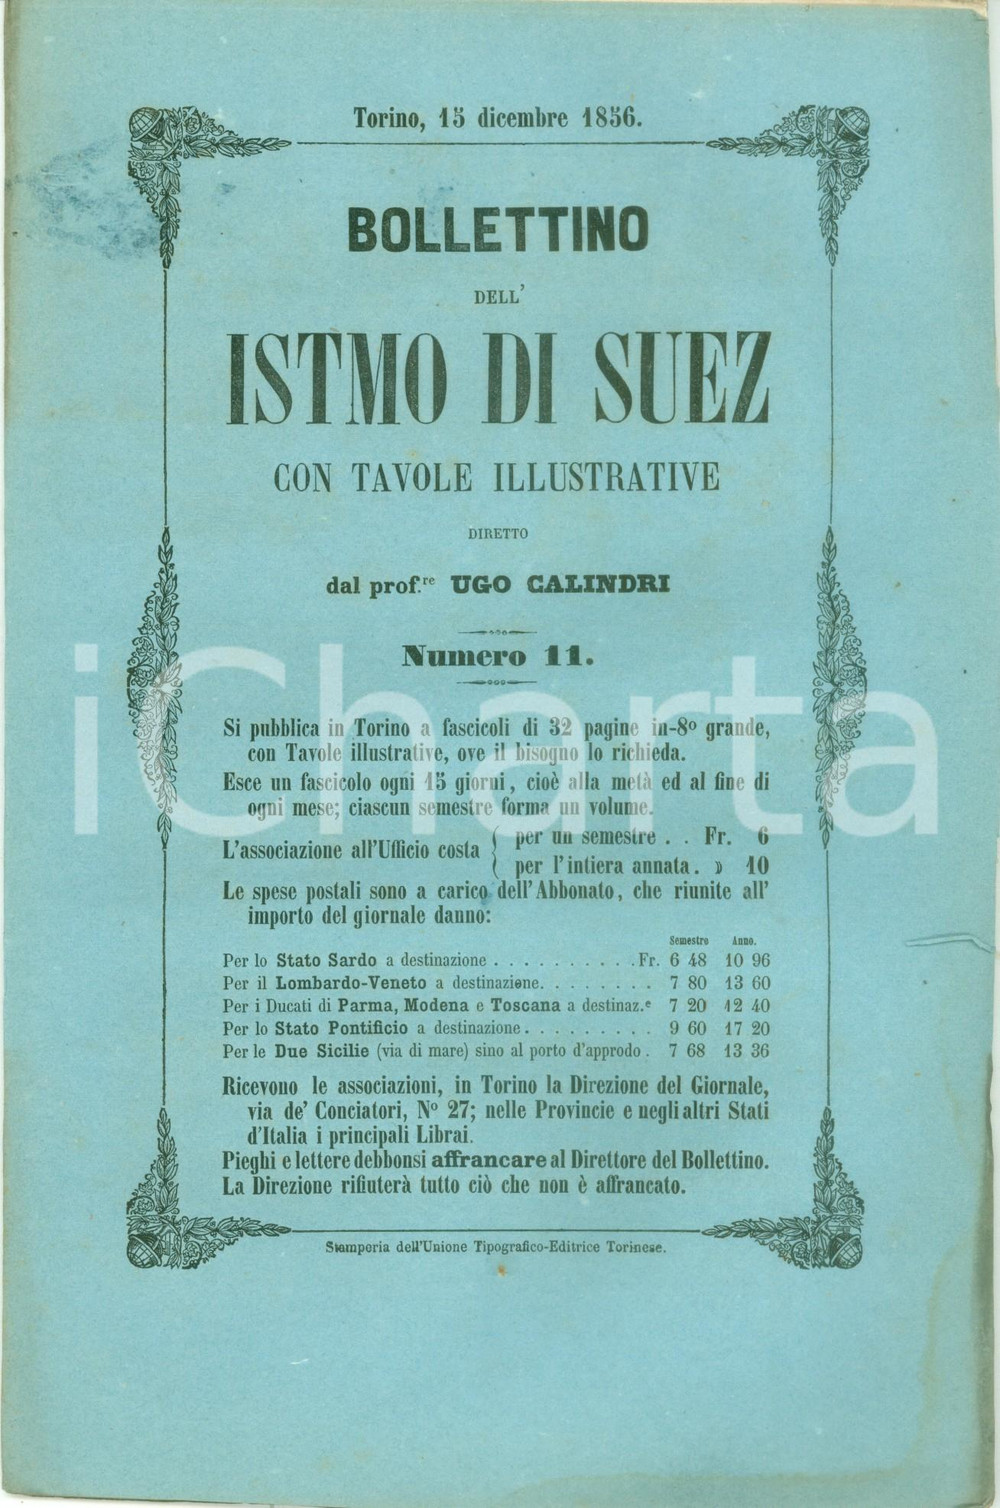 Torino, 15 dicembre 1856.
BOLLETTINO
DELL'
ISTMO DI SUEZ
CON TAVOLE ILLUSTRATIVE
DIRETTO
dal prof.re UGO CALINDRI
Numero 11.
Si pubblica in Torino a fascicoli di 32 pagine in-8o grande,
con Tavole illustrative, ove il bisogno lo richieda.
Esce un fascicolo ogni 15 giorni, cioè alla metà ed al fine di
ogni mese; ciascun semestre forma un volume.
L'associazione all'Ufficio costa { per un semestre . . Fr. 6
per l'intiera annata. » 10
Le spese postali sono a carico dell'Abbonato, che riunite all'
importo del giornale danno:
Semestro Anno.
Per lo Stato Sardo a destinazione . . . . . . . . . . . Fr. 6 48 10 96
Per il Lombardo-Veneto a destinazione. . . . . . . . 7 80 13 60
Per i Ducati di Parma, Modena e Toscana a destinaz.e 7 20 12 40
Per lo Stato Pontificio a destinazione . . . . . . . . . 9 60 17 20
Per le Due Sicilie (via di mare) sino al porto d'approdo . 7 68 13 36
Ricevono le associazioni, in Torino la Direzione del Giornale,
via de' Conciatori, No 27; nelle Provincie e negli altri Stati
d'Italia i principali Librai.
Pieghi e lettere debbonsi affrancare al Direttore del Bollettino.
La Direzione rifiuterà tutto ciò che non è affrancato.
Stamperia dell'Unione Tipografico-Editrice Torinese.
iCharta